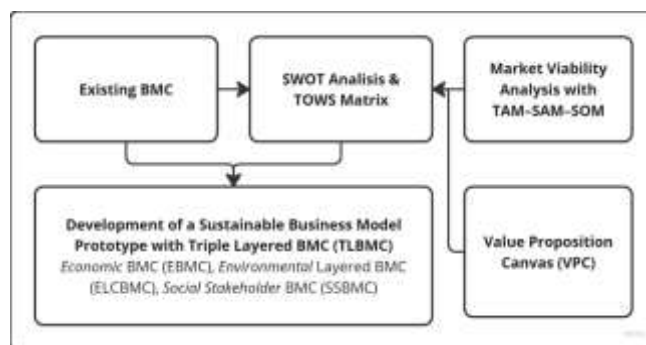 Existing BMC
SWOT Analisis &
TOWS Matrix
Market Viability
Analysis with
TAM–SAM–SOM
Development of a Sustainable Business Model
Prototype with Triple Layered BMC (TLBMC)
Economic BMC (EBMC), Environmental Layered BMC
(ELCBMC), Social Stakeholder BMC (SSBMC)
Value Proposition
Canvas (VPC)